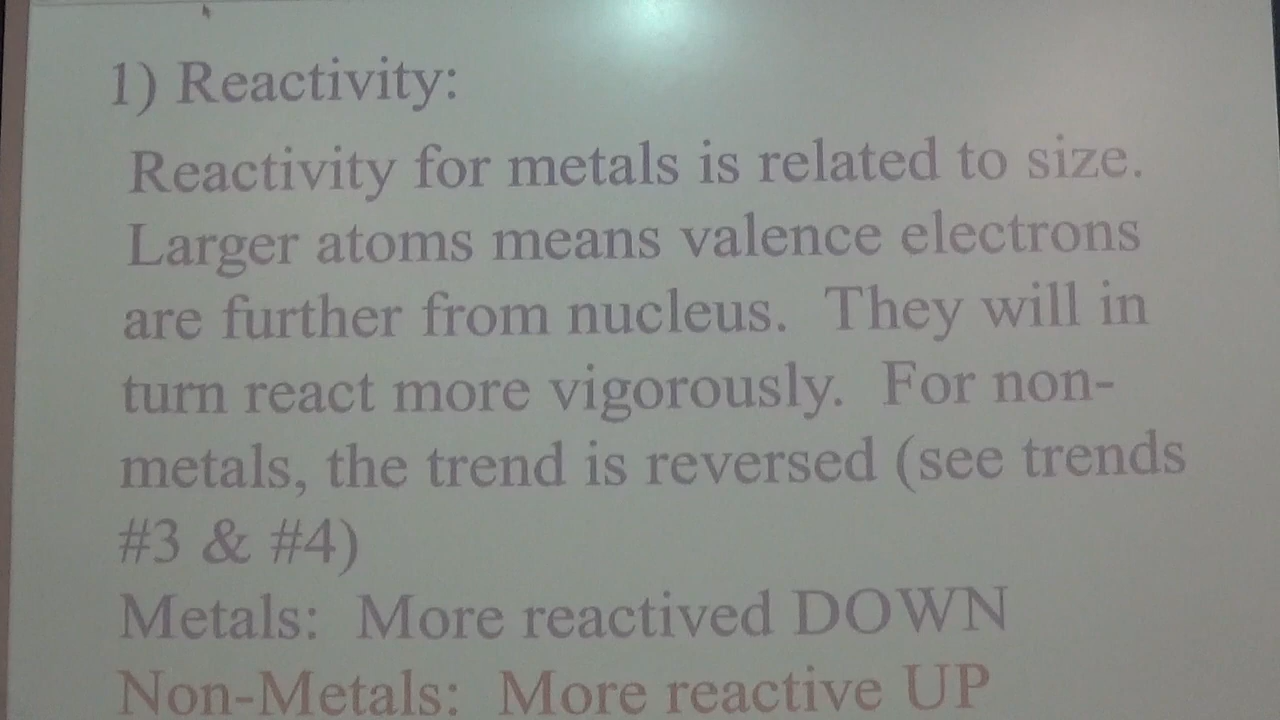 1) Reactivity:
Reactivity for metals is related to size.
Larger atoms means valence electrons
are further from nucleus. They will in
turn react more vigorously. For non-
metals, the trend is reversed (see trends
#3 & #4)
Metals: More reactived DOWN
Non-Metals: More reactive UP